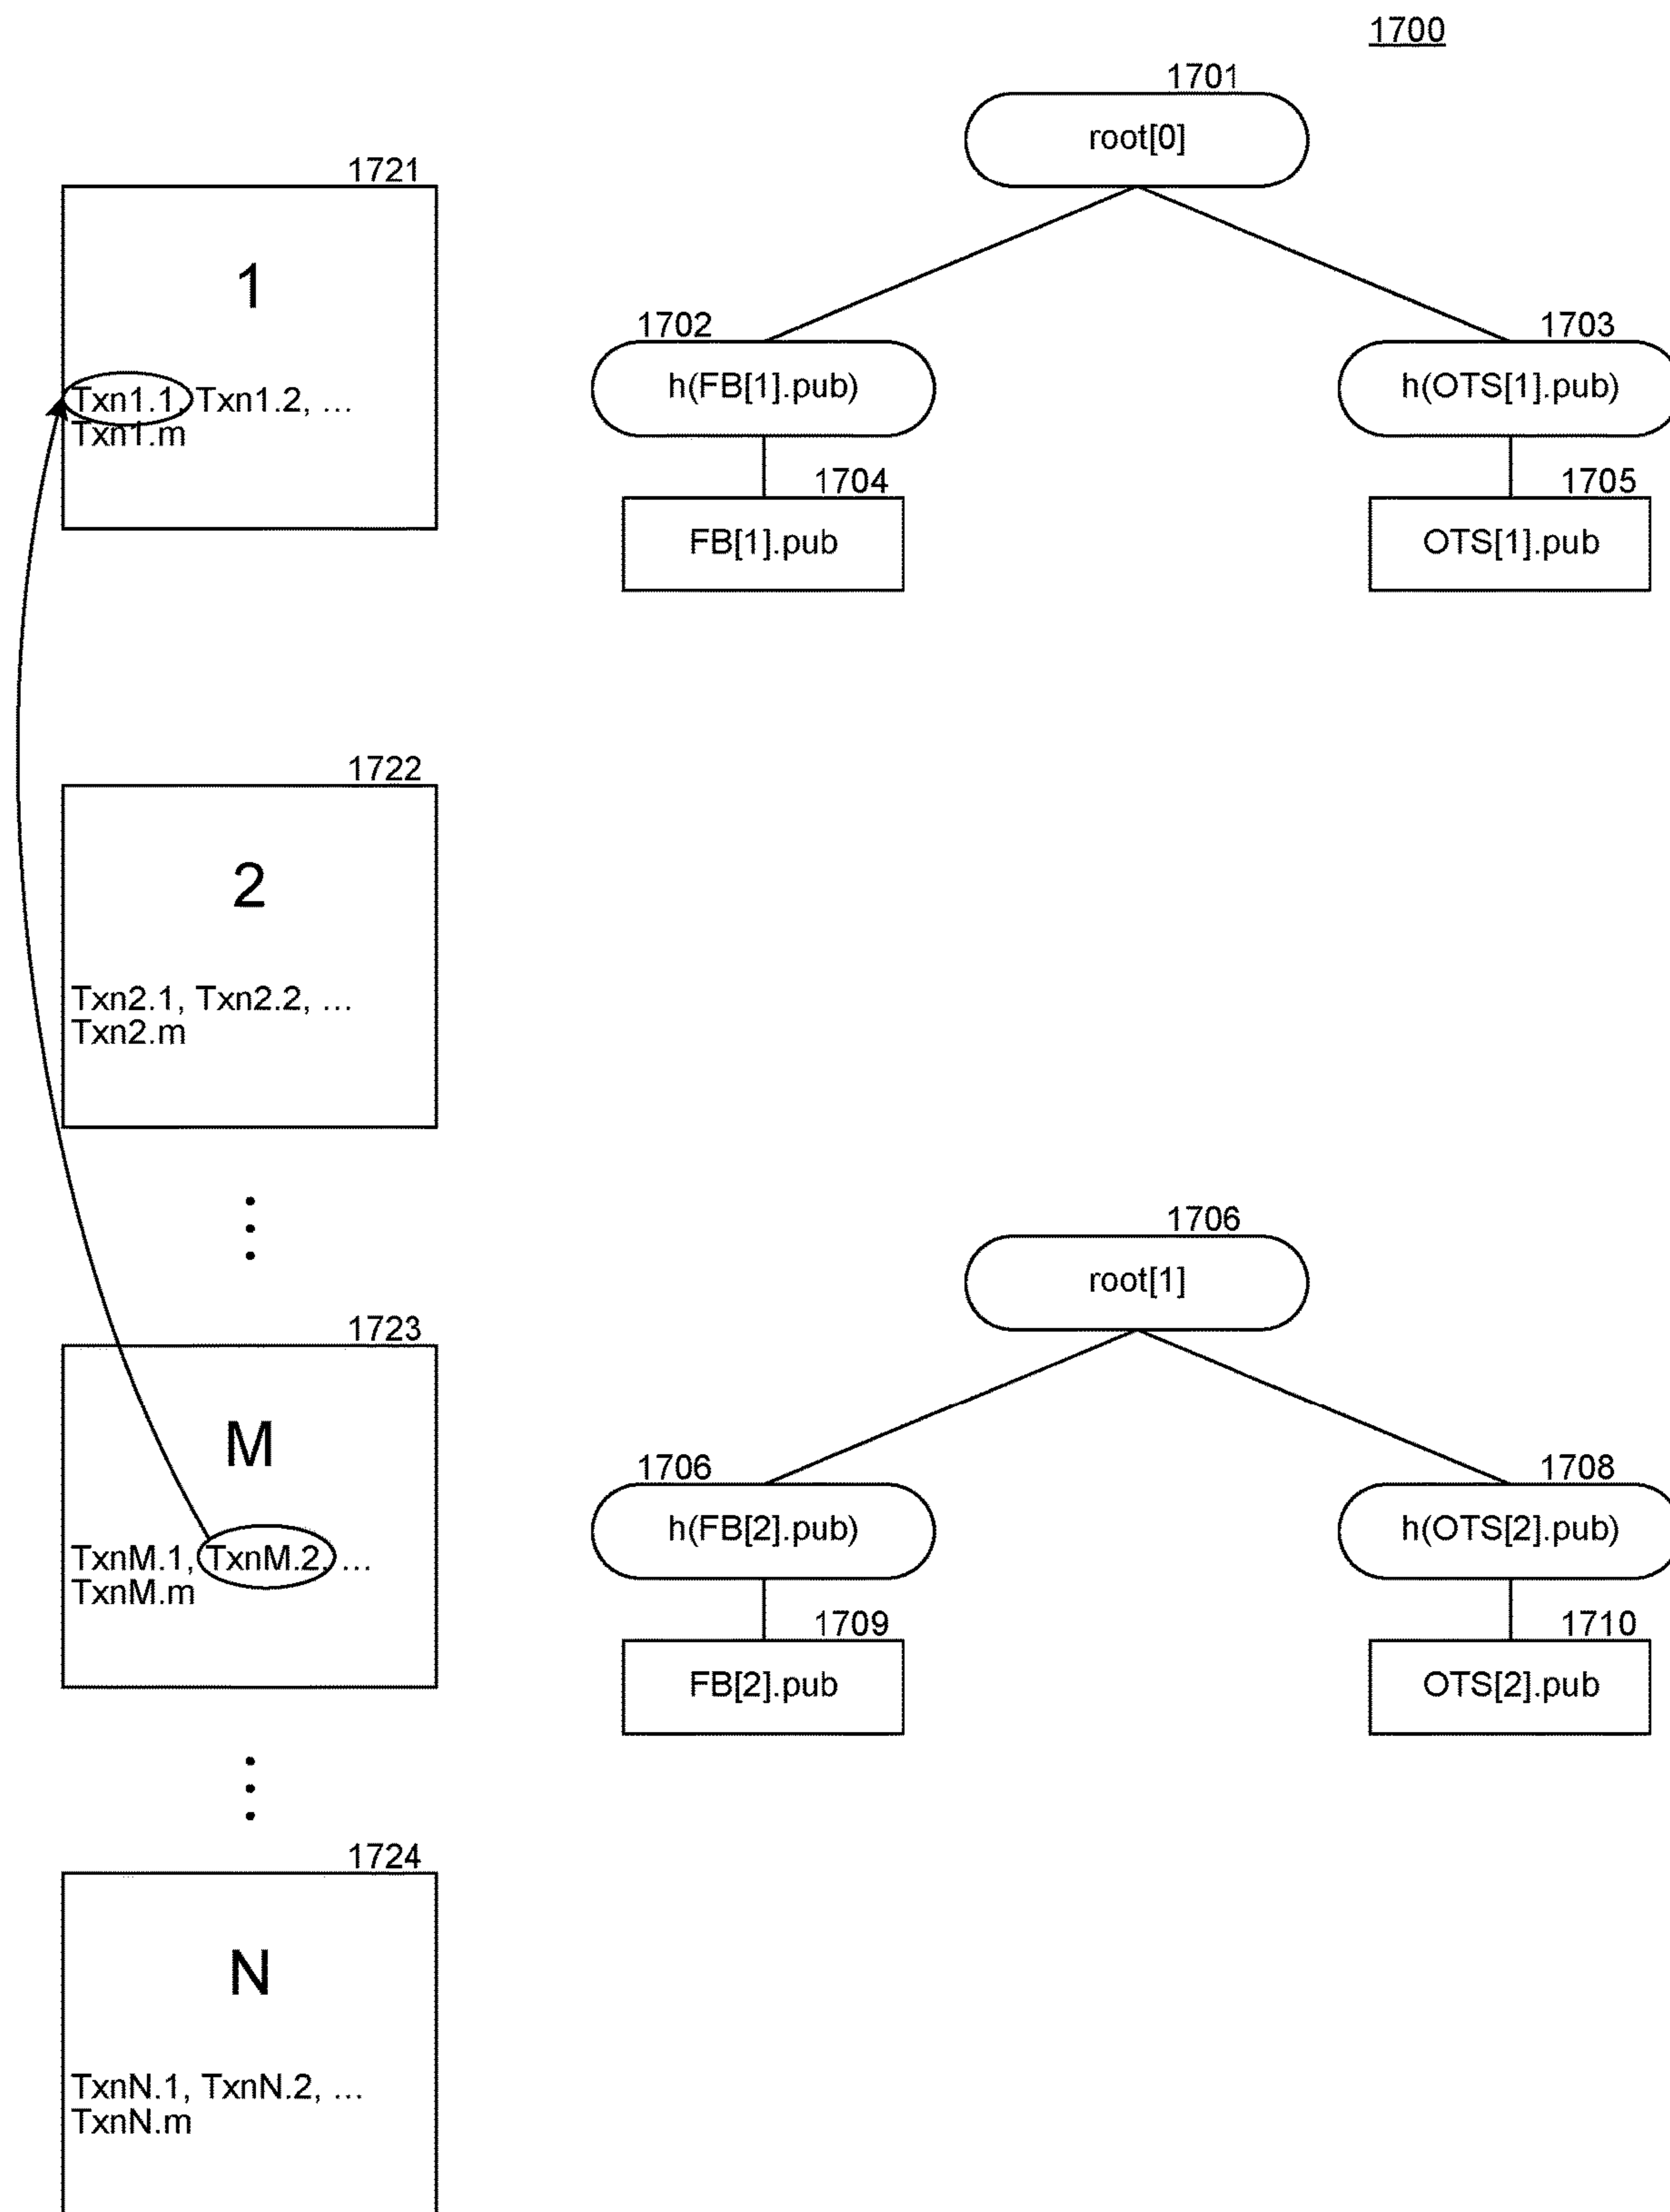 1700
1701
root[0]
1721
1
Txn1.1, Txn1.2, ...
Txn1.m
1702
h(FB[1].pub)
1703
h(OTS[1].pub)
1704
FB[1].pub
1705
OTS[1].pub
1722
2
Txn2.1, Txn2.2, ...
Txn2.m
1706
root[1]
1723
M
TxnM.1, TxnM.2, ...
TxnM.m
1706
h(FB[2].pub)
1708
h(OTS[2].pub)
1709
FB[2].pub
1710
OTS[2].pub
1724
N
TxnN.1, TxnN.2, ...
TxnN.m